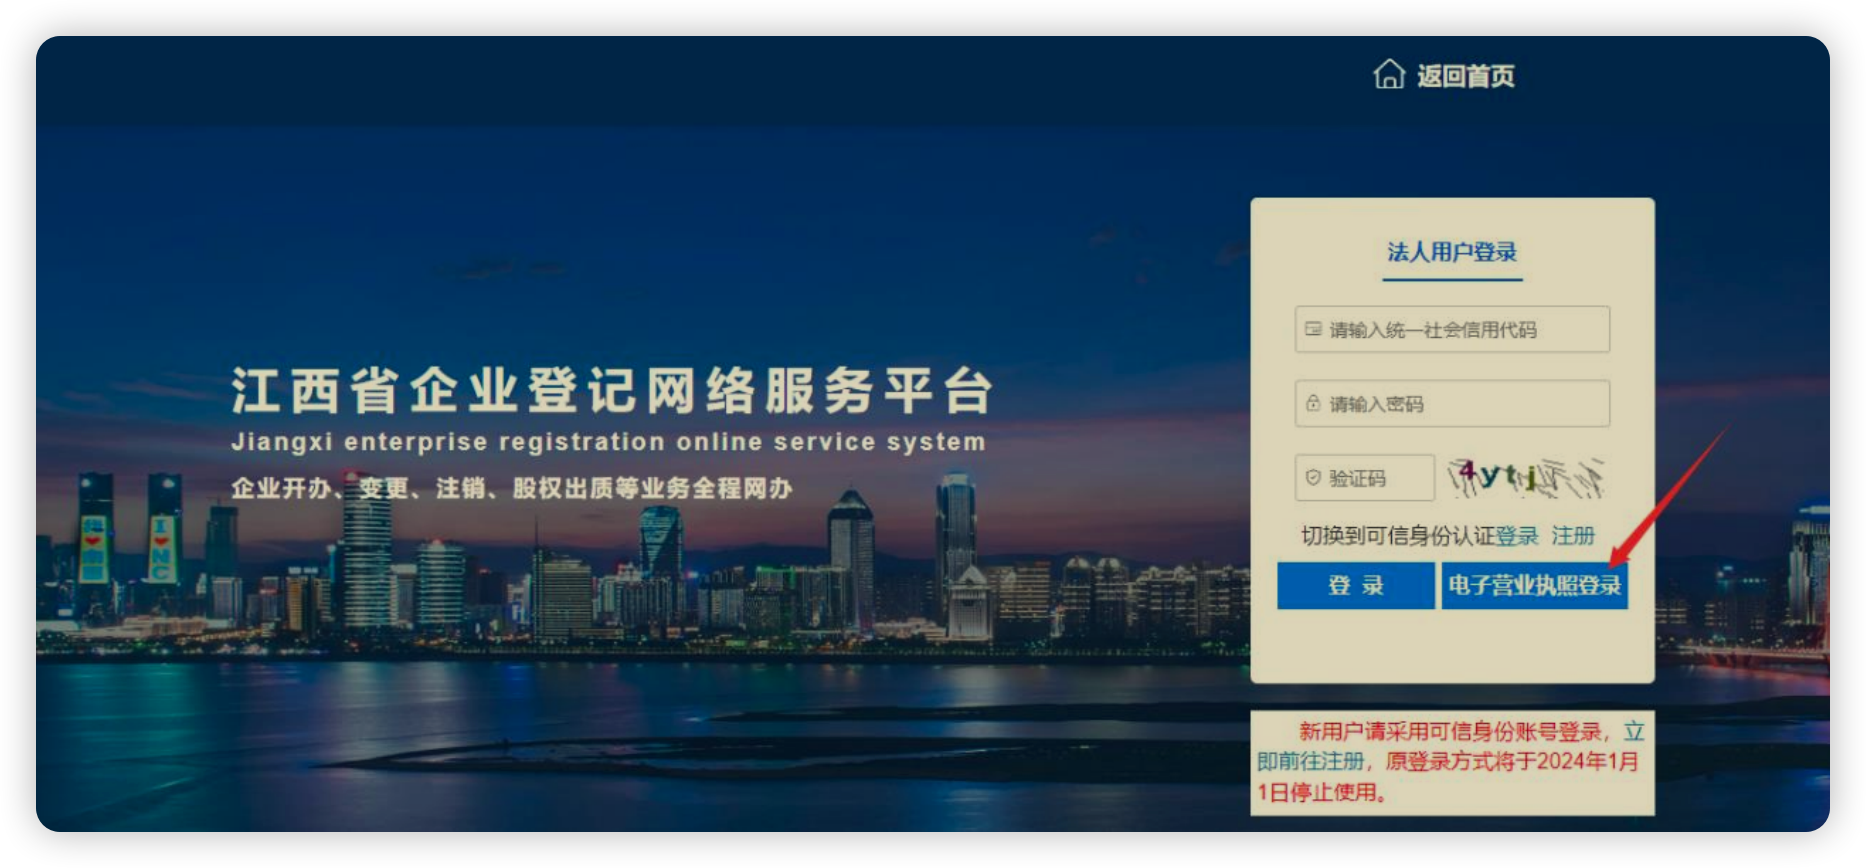 返回首页
江西省企业登记网络服务平台
Jiangxi enterprise registration online service system
企业开办、变更、注销、股权出质等业务全程网办
I
NC
法人用户登录
请输入统一社会信用代码
请输入密码
验证码
4ytj
切换到可信身份认证登录 注册
登 录
电子营业执照登录
新用户请采用可信身份账号登录，立
即前往注册，原登录方式将于2024年1月
1日停止使用。